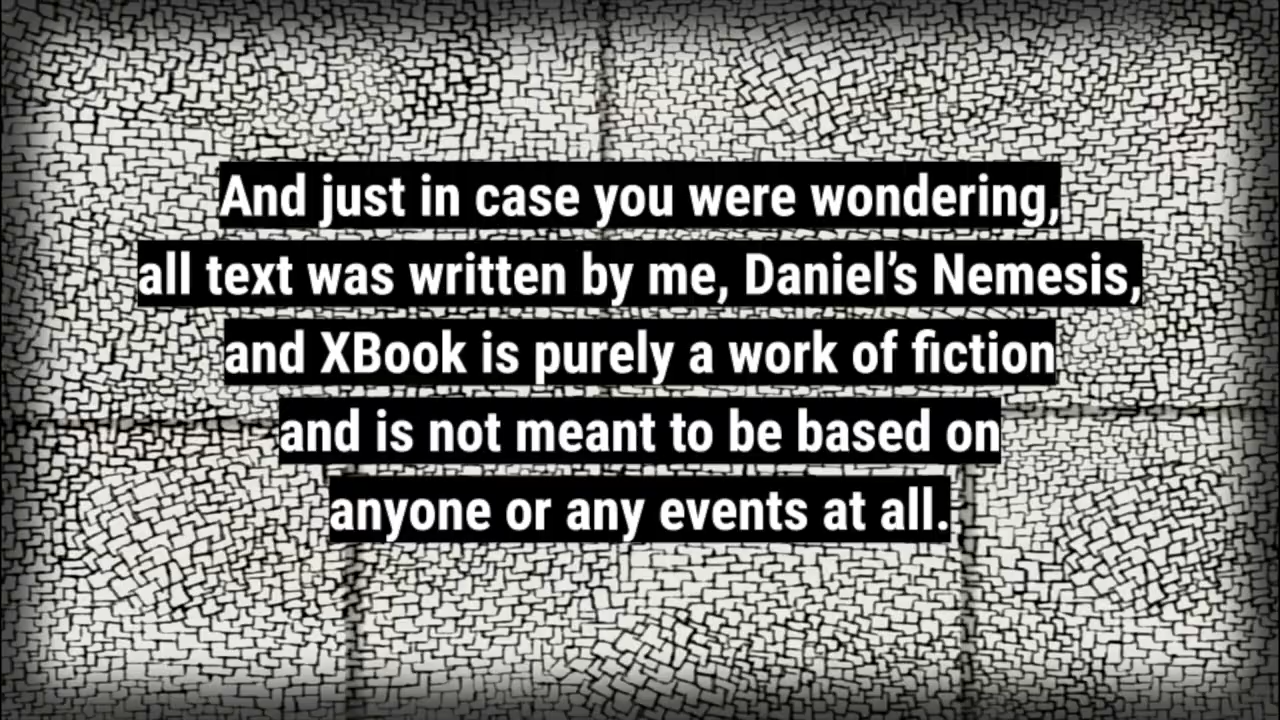 And just in case you were wondering,
all text was written by me, Daniel’s Nemesis,
and XBook is purely a work of fiction
and is not meant to be based on
anyone or any events at all.